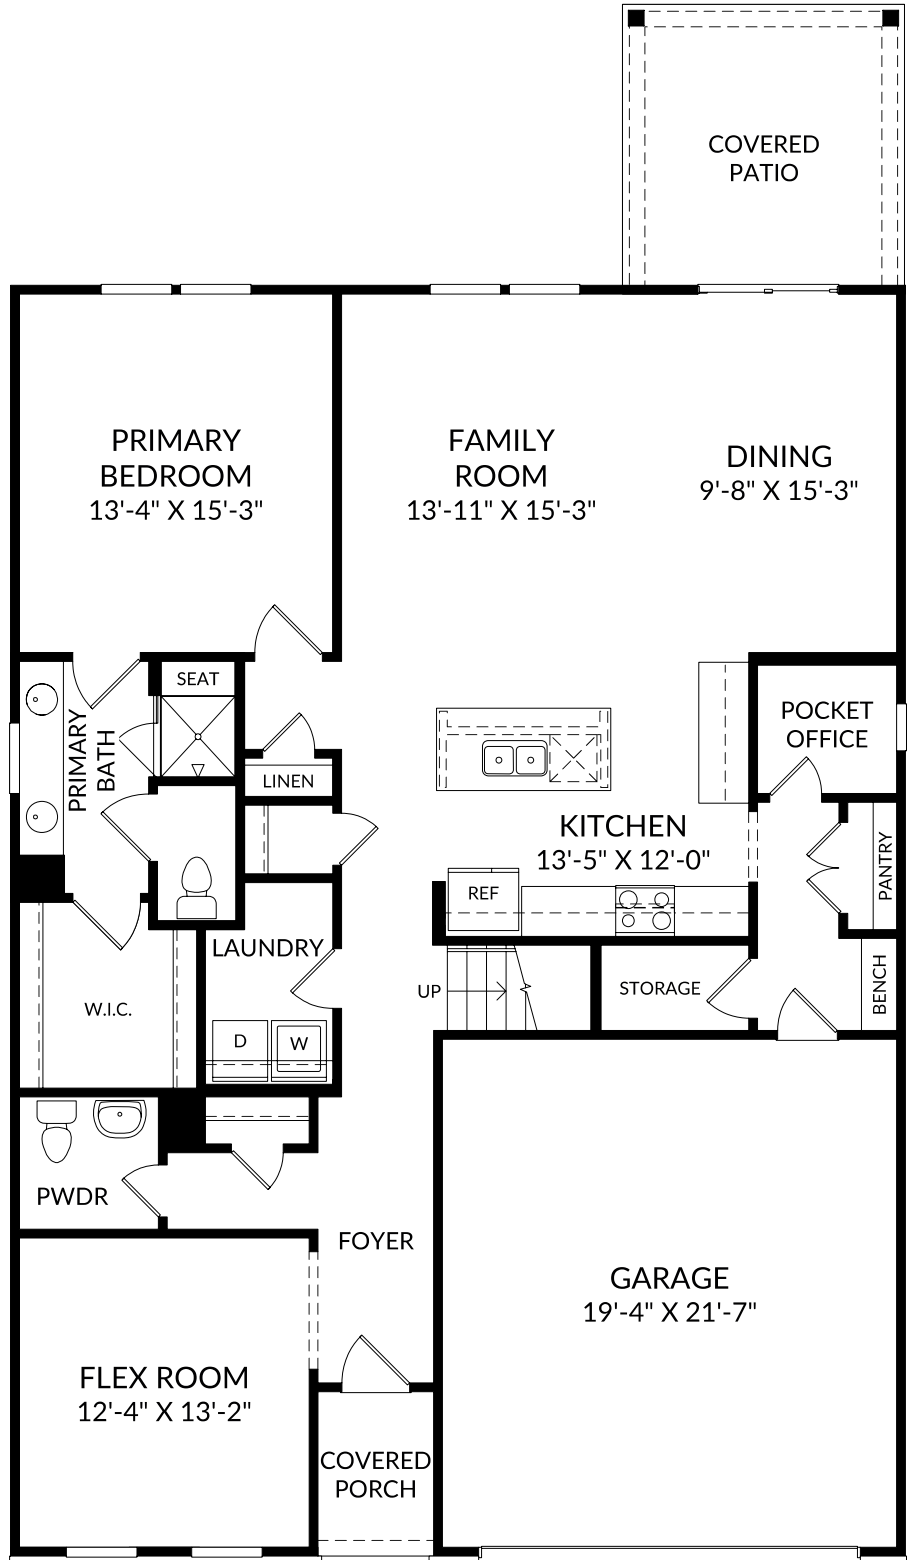 COVERED
PATIO
PRIMARY
BEDROOM
13'-4" X 15'-3"
FAMILY
ROOM
13'-11" X 15'-3"
DINING
9'-8" X 15'-3"
SEAT
PRIMARY
BATH
LINEN
POCKET
OFFICE
KITCHEN
13'-5" X 12'-0"
PANTRY
REF
LAUNDRY
UP
STORAGE
BENCH
W.I.C.
D
W
PWDR
FOYER
GARAGE
19'-4" X 21'-7"
FLEX ROOM
12'-4" X 13'-2"
COVERED
PORCH